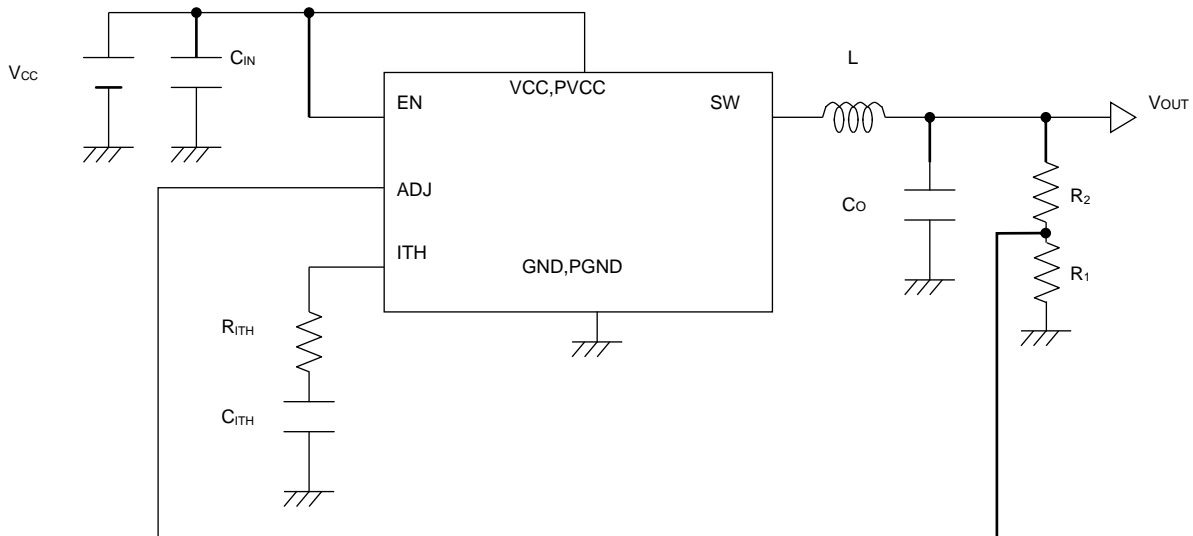 VCC
CIN
VCC,PVCC
EN
SW
L
VOUT
ADJ
CO
R2
ITH
GND,PGND
R1
RITH
CITH